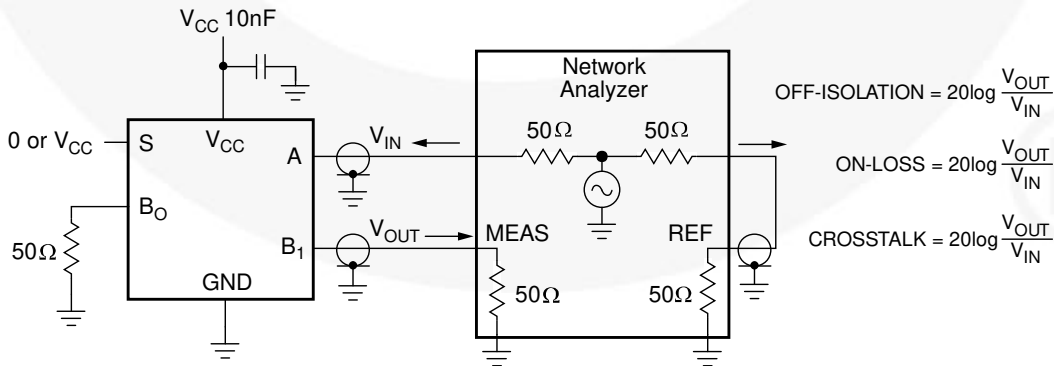 V_CC 10nF
Network
Analyzer
OFF-ISOLATION = 20log V_OUT / V_IN
0 or V_CC
S
V_CC
A
V_IN
50Ω
50Ω
ON-LOSS = 20log V_OUT / V_IN
B_O
50Ω
B_1
V_OUT
MEAS
REF
CROSSTALK = 20log V_OUT / V_IN
GND
50Ω
50Ω